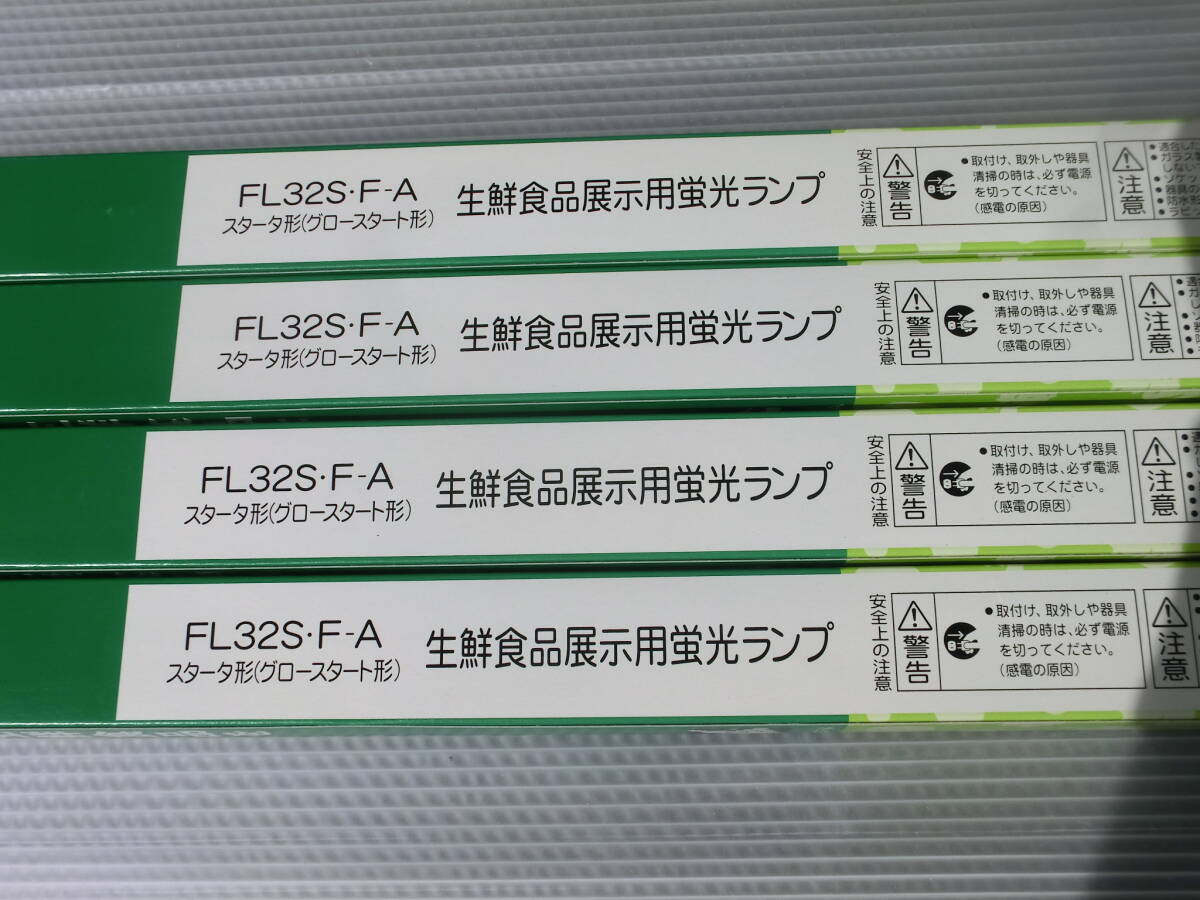 FL32S・F-A
スタータ形(グロースタート形)
生鮮食品展示用蛍光ランプ
安全上の注意
警告
●取付け、取外しや器具
清掃の時は、必ず電源
を切ってください。
(感電の原因)
注意
FL32S・F-A
スタータ形(グロースタート形)
生鮮食品展示用蛍光ランプ
安全上の注意
警告
●取付け、取外しや器具
清掃の時は、必ず電源
を切ってください。
(感電の原因)
注意
FL32S・F-A
スタータ形(グロースタート形)
生鮮食品展示用蛍光ランプ
安全上の注意
警告
●取付け、取外しや器具
清掃の時は、必ず電源
を切ってください。
(感電の原因)
注意
FL32S・F-A
スタータ形(グロースタート形)
生鮮食品展示用蛍光ランプ
安全上の注意
警告
●取付け、取外しや器具
清掃の時は、必ず電源
を切ってください。
(感電の原因)
注意